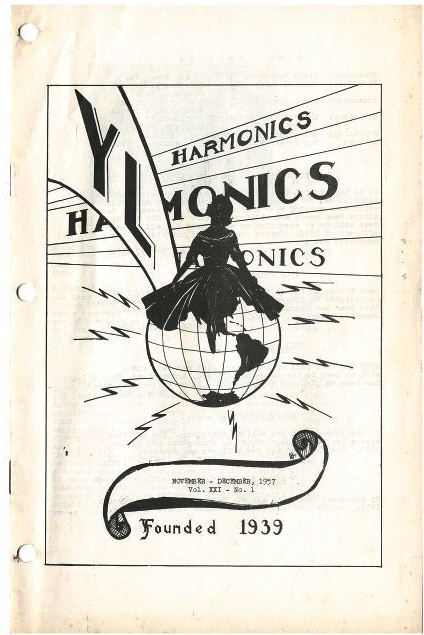 YL
HARMONICS
HARMONICS
HARMONICS
NOVEMBER - DECEMBER, 1957
Vol. XXI - No. 1
Founded 1939